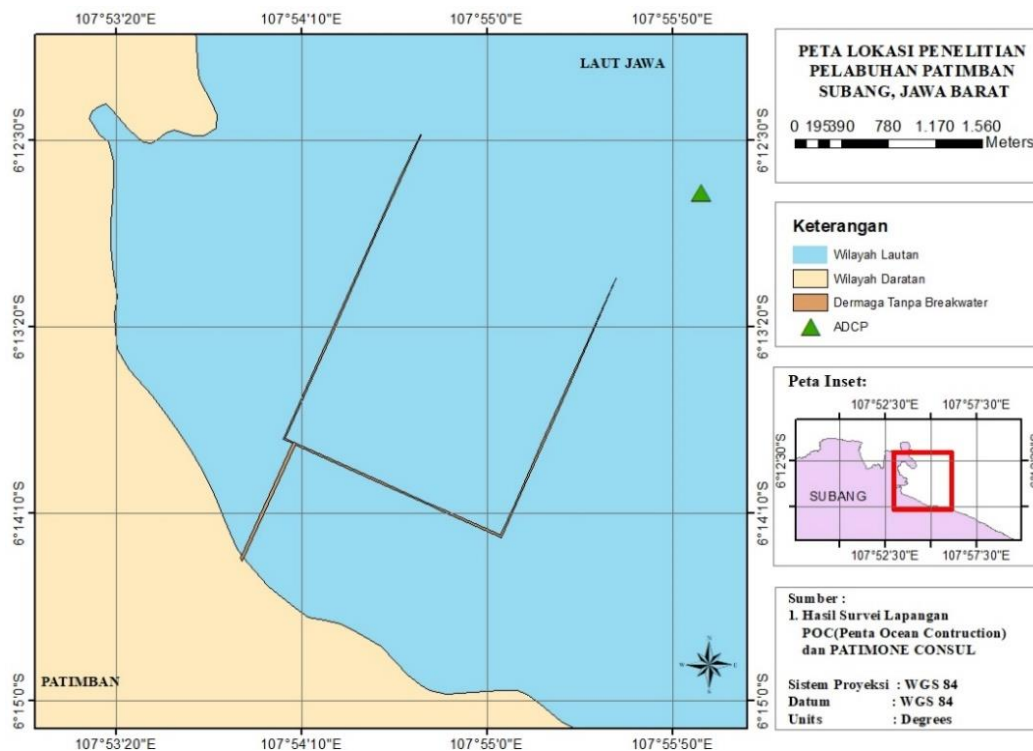 107°53'20"E 107°54'10"E 107°55'0"E 107°55'50"E
LAUT JAWA
6°12'30"S 6°12'30"S
6°13'20"S 6°13'20"S
6°14'10"S 6°14'10"S
6°15'0"S 6°15'0"S
PATIMBAN
N
W E
S
107°53'20"E 107°54'10"E 107°55'0"E 107°55'50"E
PETA LOKASI PENELITIAN
PELABUHAN PATIMBAN
SUBANG, JAWA BARAT
0 195390 780 1.170 1.560
Meters
Keterangan
Wilayah Lautan
Wilayah Daratan
Dermaga Tanpa Breakwater
ADCP
Peta Inset:
107°52'30"E 107°57'30"E
6°12'30"S
SUBANG
107°52'30"E 107°57'30"E
Sumber :
1. Hasil Survei Lapangan
POC(Penta Ocean Contruction)
dan PATIMONE CONSUL
Sistem Proyeksi : WGS 84
Datum : WGS 84
Units : Degrees